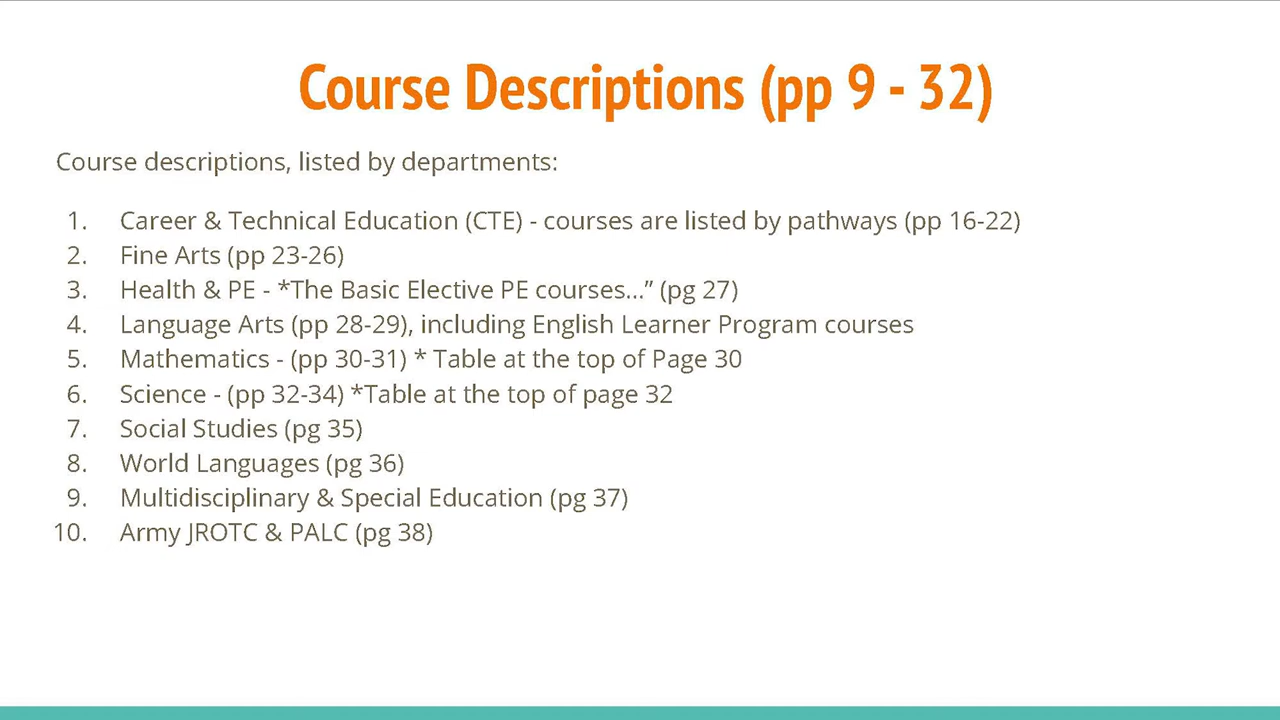 Course Descriptions (pp 9 - 32)
Course descriptions, listed by departments:
1. Career & Technical Education (CTE) - courses are listed by pathways (pp 16-22)
2. Fine Arts (pp 23-26)
3. Health & PE - *The Basic Elective PE courses...” (pg 27)
4. Language Arts (pp 28-29), including English Learner Program courses
5. Mathematics - (pp 30-31) * Table at the top of Page 30
6. Science - (pp 32-34) *Table at the top of page 32
7. Social Studies (pg 35)
8. World Languages (pg 36)
9. Multidisciplinary & Special Education (pg 37)
10. Army JROTC & PALC (pg 38)